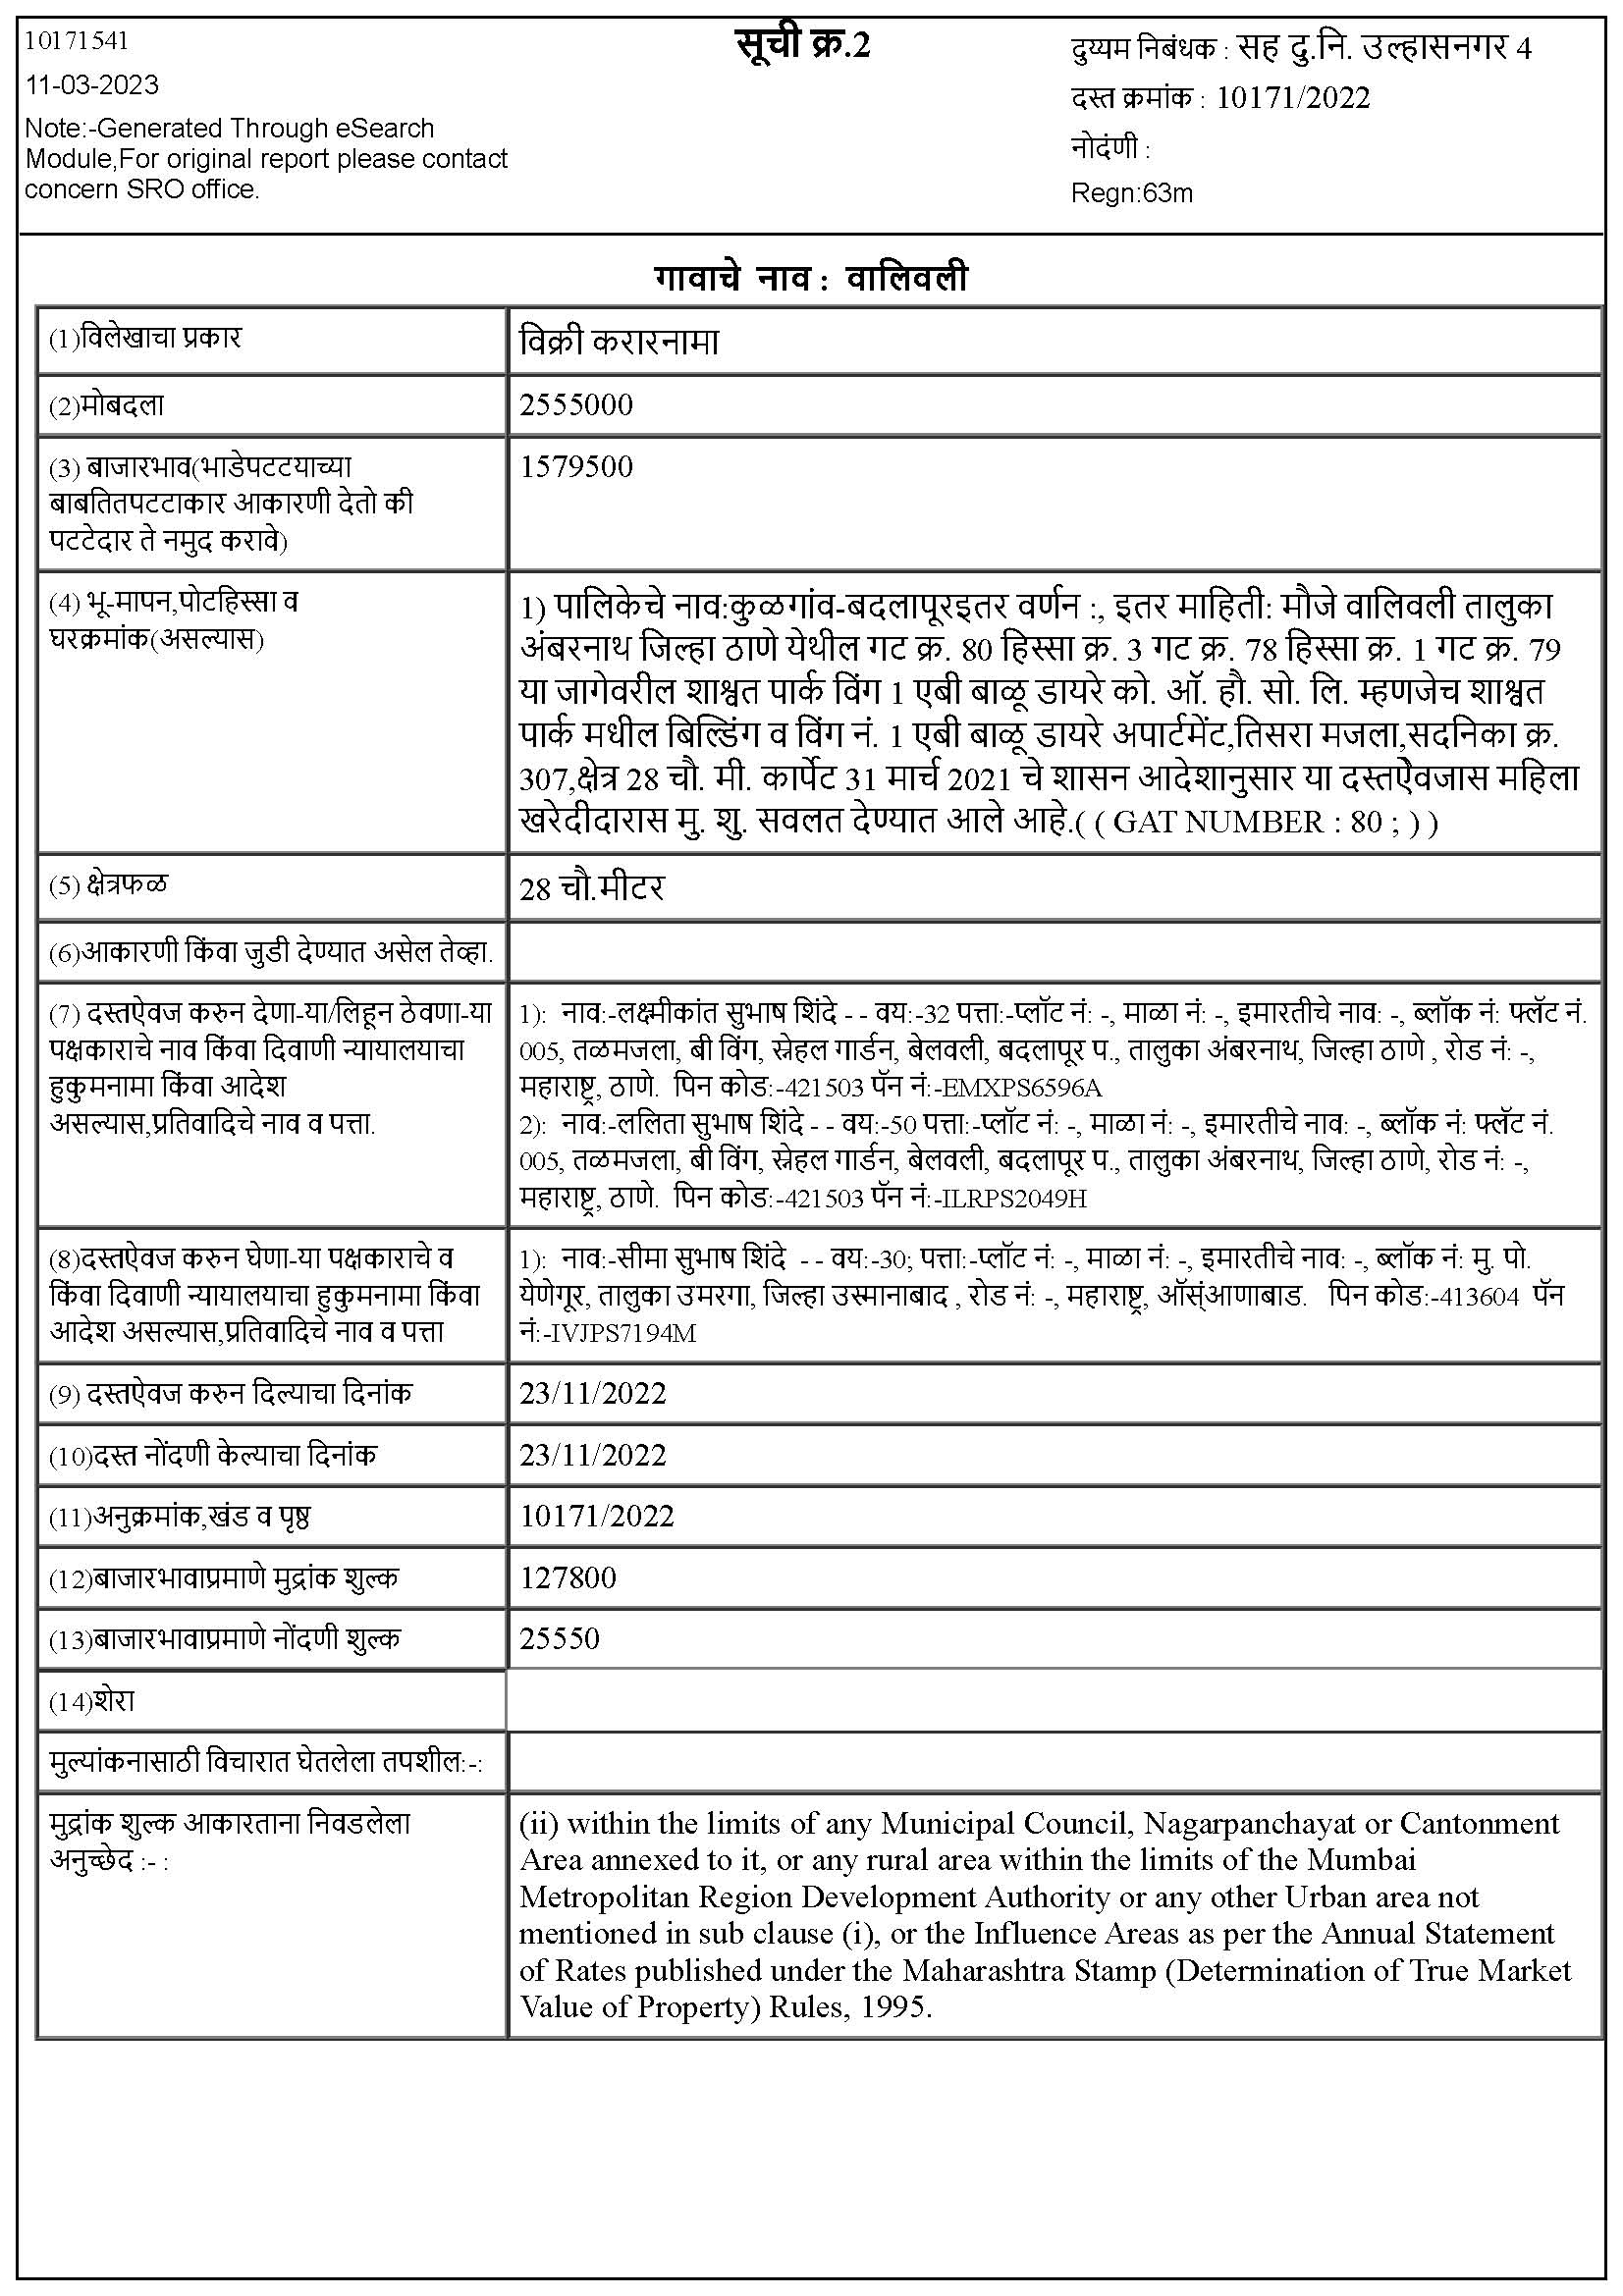 10171541
11-03-2023
Note:-Generated Through eSearch
Module,For original report please contact
concern SRO office.
सूची क्र.2
दुय्यम निबंधक : सह दु.नि. उल्हासनगर 4
दस्त क्रमांक : 10171/2022
नोदंणी :
Regn:63m
गावाचे नाव : वालिवली
(1)विलेखाचा प्रकार
विक्री करारनामा
(2)मोबदला
2555000
(3) बाजारभाव(भाडेपटटयाच्या
बाबतितपटटाकार आकारणी देतो की
पटटेदार ते नमुद करावे)
1579500
(4) भू-मापन,पोटहिस्सा व
घरक्रमांक(असल्यास)
1) पालिकेचे नाव:कुळगांव-बदलापूरइतर वर्णन :, इतर माहिती: मौजे वालिवली तालुका
अंबरनाथ जिल्हा ठाणे येथील गट क्र. 80 हिस्सा क्र. 3 गट क्र. 78 हिस्सा क्र. 1 गट क्र. 79
या जागेवरील शाश्वत पार्क विंग 1 एबी बाळू डायरे को. ऑ. हौ. सो. लि. म्हणजेच शाश्वत
पार्क मधील बिल्डिंग व विंग नं. 1 एबी बाळू डायरे अपार्टमेंट,तिसरा मजला,सदनिका क्र.
307,क्षेत्र 28 चौ. मी. कार्पेट 31 मार्च 2021 चे शासन आदेशानुसार या दस्तऐवजास महिला
खरेदीदारास मु. शु. सवलत देण्यात आले आहे.( ( GAT NUMBER : 80 ; ) )
(5) क्षेत्रफळ
28 चौ.मीटर
(6)आकारणी किंवा जुडी देण्यात असेल तेव्हा.
(7) दस्तऐवज करुन देणा-या/लिहून ठेवणा-या
पक्षकाराचे नाव किंवा दिवाणी न्यायालयाचा
हुकुमनामा किंवा आदेश
असल्यास,प्रतिवादिचे नाव व पत्ता.
1): नाव:-लक्ष्मीकांत सुभाष शिंदे - - वय:-32 पत्ता:-प्लॉट नं: -, माळा नं: -, इमारतीचे नाव: -, ब्लॉक नं: फ्लॅट नं.
005, तळमजला, बी विंग, स्नेहल गार्डन, बेलवली, बदलापूर प., तालुका अंबरनाथ, जिल्हा ठाणे , रोड नं: -,
महाराष्ट्र, ठाणे. पिन कोड:-421503 पॅन नं:-EMXPS6596A
2): नाव:-ललिता सुभाष शिंदे - - वय:-50 पत्ता:-प्लॉट नं: -, माळा नं: -, इमारतीचे नाव: -, ब्लॉक नं: फ्लॅट नं.
005, तळमजला, बी विंग, स्नेहल गार्डन, बेलवली, बदलापूर प., तालुका अंबरनाथ, जिल्हा ठाणे, रोड नं: -,
महाराष्ट्र, ठाणे. पिन कोड:-421503 पॅन नं:-ILRPS2049H
(8)दस्तऐवज करुन घेणा-या पक्षकाराचे व
किंवा दिवाणी न्यायालयाचा हुकुमनामा किंवा
आदेश असल्यास,प्रतिवादिचे नाव व पत्ता
1): नाव:-सीमा सुभाष शिंदे - - वय:-30; पत्ता:-प्लॉट नं: -, माळा नं: -, इमारतीचे नाव: -, ब्लॉक नं: मु. पो.
येणेगूर, तालुका उमरगा, जिल्हा उस्मानाबाद , रोड नं: -, महाराष्ट्र, ऑस्ंआणाबाड. पिन कोड:-413604 पॅन
नं:-IVJPS7194M
(9) दस्तऐवज करुन दिल्याचा दिनांक
23/11/2022
(10)दस्त नोंदणी केल्याचा दिनांक
23/11/2022
(11)अनुक्रमांक,खंड व पृष्ठ
10171/2022
(12)बाजारभावाप्रमाणे मुद्रांक शुल्क
127800
(13)बाजारभावाप्रमाणे नोंदणी शुल्क
25550
(14)शेरा
मुल्यांकनासाठी विचारात घेतलेला तपशील:-:
मुद्रांक शुल्क आकारताना निवडलेला
अनुच्छेद :- :
(ii) within the limits of any Municipal Council, Nagarpanchayat or Cantonment
Area annexed to it, or any rural area within the limits of the Mumbai
Metropolitan Region Development Authority or any other Urban area not
mentioned in sub clause (i), or the Influence Areas as per the Annual Statement
of Rates published under the Maharashtra Stamp (Determination of True Market
Value of Property) Rules, 1995.